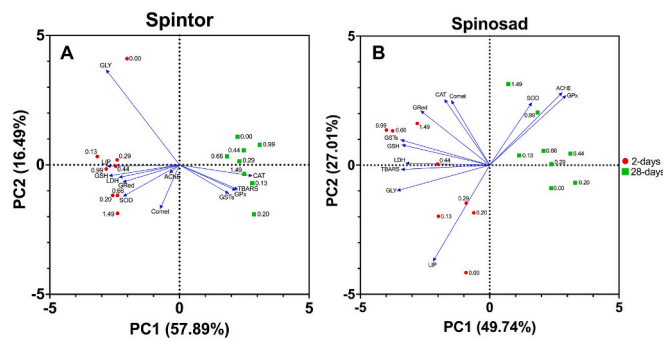 Spintor
Spinosad
A
B
5
0
-5
-5
0
5
PC2 (16.49%)
PC1 (57.89%)
GLY
0.00
0.13
0.29
LIP
0.99
0.44
GSH
LDH
GRed
0.66
0.20
SOD
1.49
Comet
AChE
0.00
0.99
0.44
0.66
0.29
1.49
CAT
0.13
TBARS
GPx
GSTs
0.20
5
0
-5
-5
0
5
PC2 (27.01%)
PC1 (49.74%)
1.49
CAT
Comet
ACHE
GPx
SOD
GRed
0.99
1.49
0.99
0.66
GSTs
GSH
0.13
0.66
0.44
LDH
0.44
0.29
TBARS
0.20
GLY
0.00
0.29
0.13
0.20
LIP
0.00
2-days
28-days